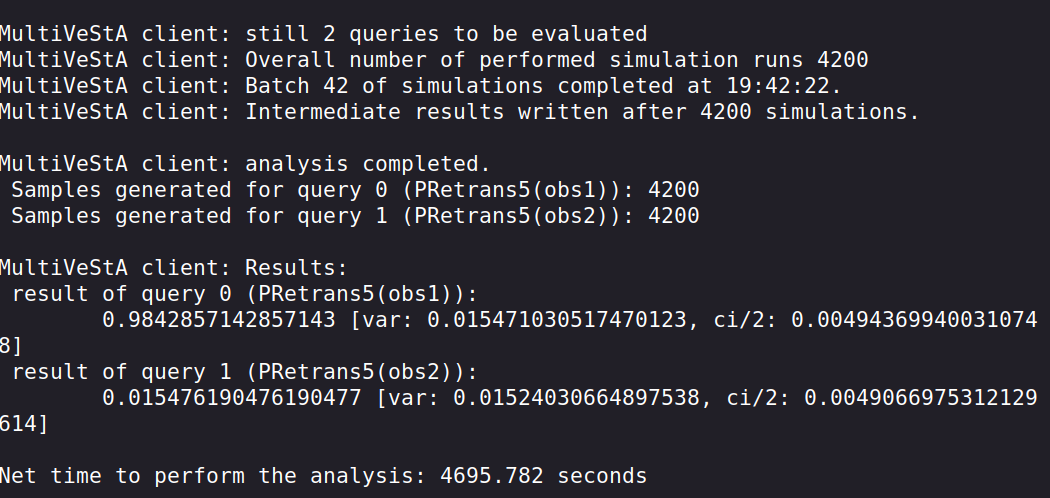 MultiVeStA client: still 2 queries to be evaluated
MultiVeStA client: Overall number of performed simulation runs 4200
MultiVeStA client: Batch 42 of simulations completed at 19:42:22.
MultiVeStA client: Intermediate results written after 4200 simulations.
MultiVeStA client: analysis completed.
Samples generated for query 0 (PRetrans5(obs1)): 4200
Samples generated for query 1 (PRetrans5(obs2)): 4200
MultiVeStA client: Results:
result of query 0 (PRetrans5(obs1)):
0.9842857142857143 [var: 0.015471030517470123, ci/2: 0.00494369940031074
8]
result of query 1 (PRetrans5(obs2)):
0.015476190476190477 [var: 0.01524030664897538, ci/2: 0.0049066975312129
614]
Net time to perform the analysis: 4695.782 seconds